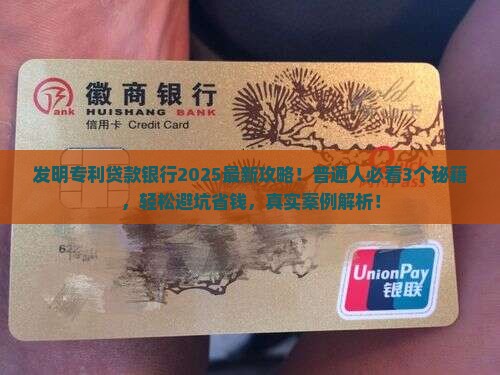 徽商银行
Bank
HUISHANG BANK
信用卡 Credit Card
发明专利贷款银行2025最新攻略！普通人必看3个秘籍
，轻松避坑省钱，真实案例解析！
UnionPay
银联